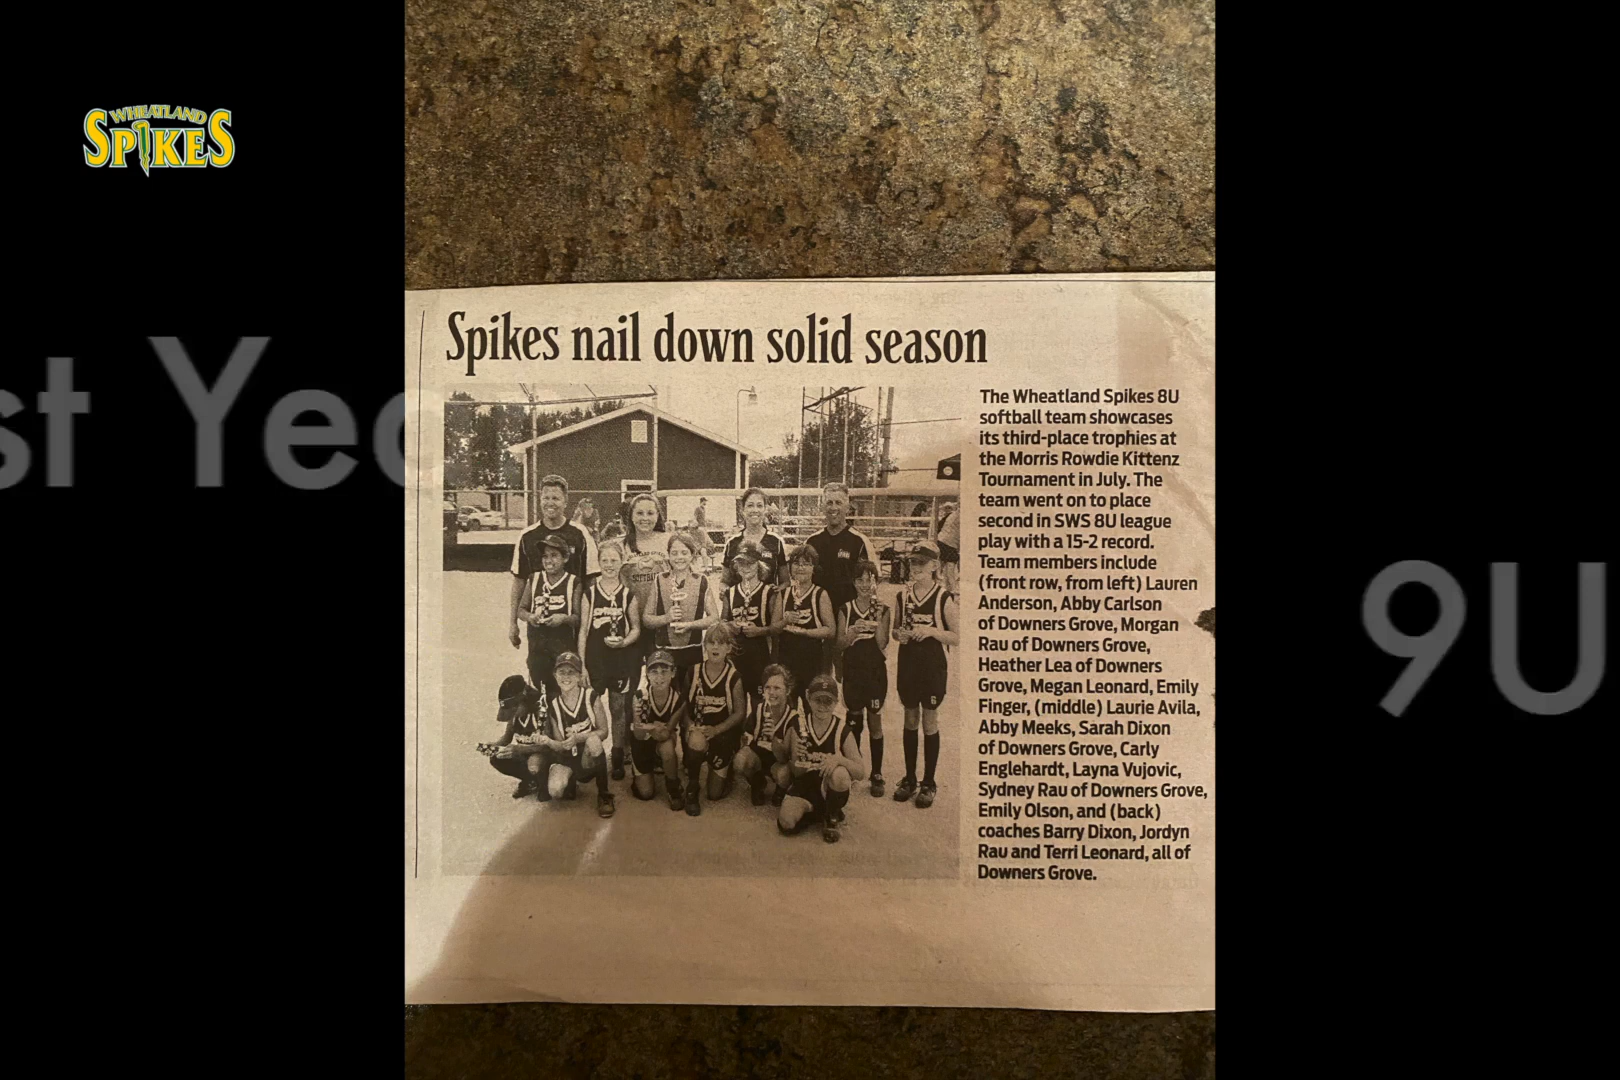 WHEATLAND
SPIKES
st Yea
9U
Spikes nail down solid season
The Wheatland Spikes 8U
softball team showcases
its third-place trophies at
the Morris Rowdie Kittenz
Tournament in July. The
team went on to place
second in SWS 8U league
play with a 15-2 record.
Team members include
(front row, from left) Lauren
Anderson, Abby Carlson
of Downers Grove, Morgan
Rau of Downers Grove,
Heather Lea of Downers
Grove, Megan Leonard, Emily
Finger, (middle) Laurie Avila,
Abby Meeks, Sarah Dixon
of Downers Grove, Carly
Englehardt, Layna Vujovic,
Sydney Rau of Downers Grove,
Emily Olson, and (back)
coaches Barry Dixon, Jordyn
Rau and Terri Leonard, all of
Downers Grove.
SOFTBALL
7
19
6
12